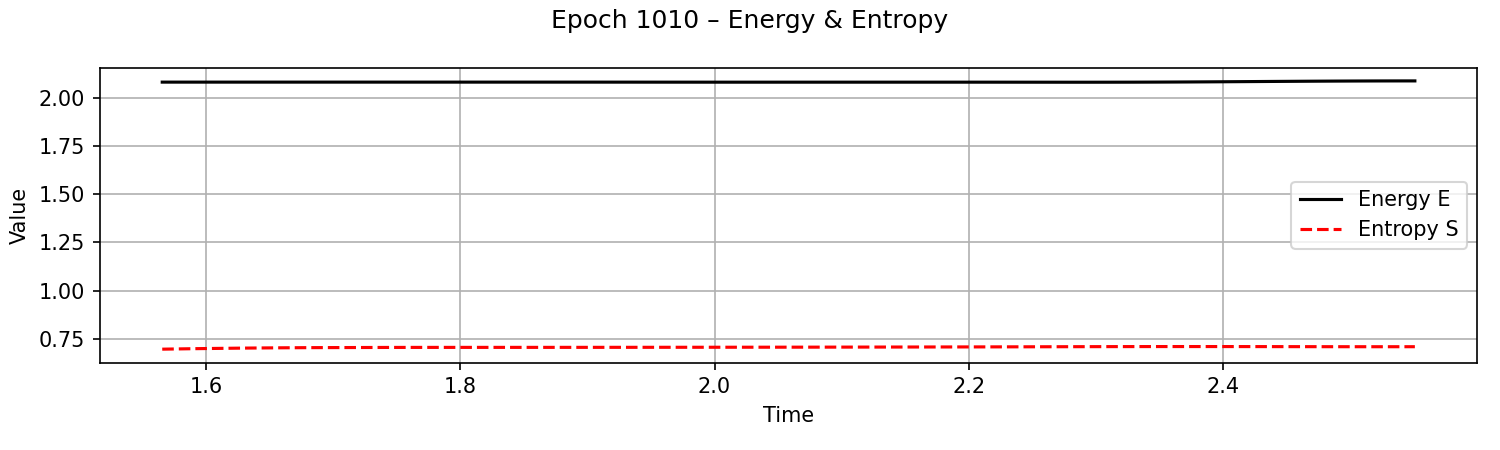 Epoch 1010 – Energy & Entropy
Value
2.00
1.75
1.50
1.25
1.00
0.75
Energy E
Entropy S
1.6
1.8
2.0
2.2
2.4
Time